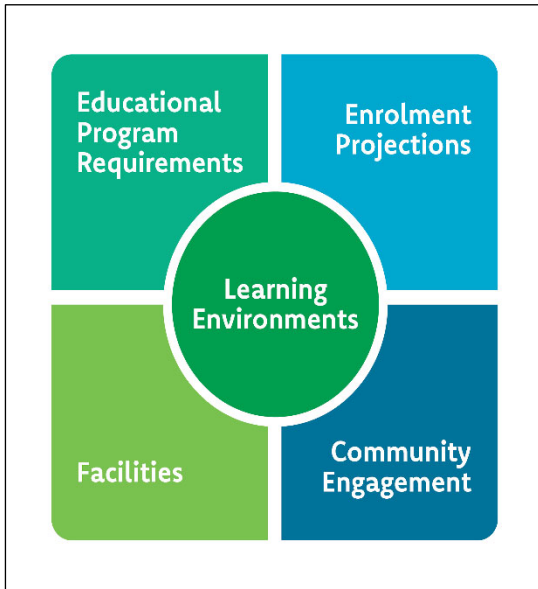 Educational
Program
Requirements
Enrolment
Projections
Learning
Environments
Facilities
Community
Engagement